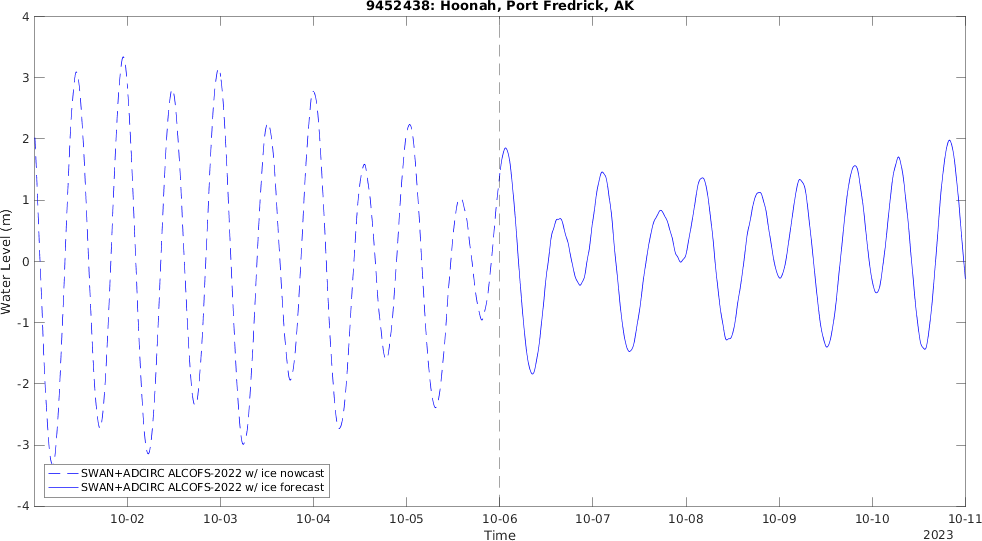 9452438: Hoonah, Port Fredrick, AK
4
3
2
1
0
-1
-2
-3
-4
Water Level (m)
SWAN+ADCIRC ALCOFS-2022 w/ ice nowcast
SWAN+ADCIRC ALCOFS-2022 w/ ice forecast
10-02 10-03 10-04 10-05 10-06 10-07 10-08 10-09 10-10 10-11
Time
2023